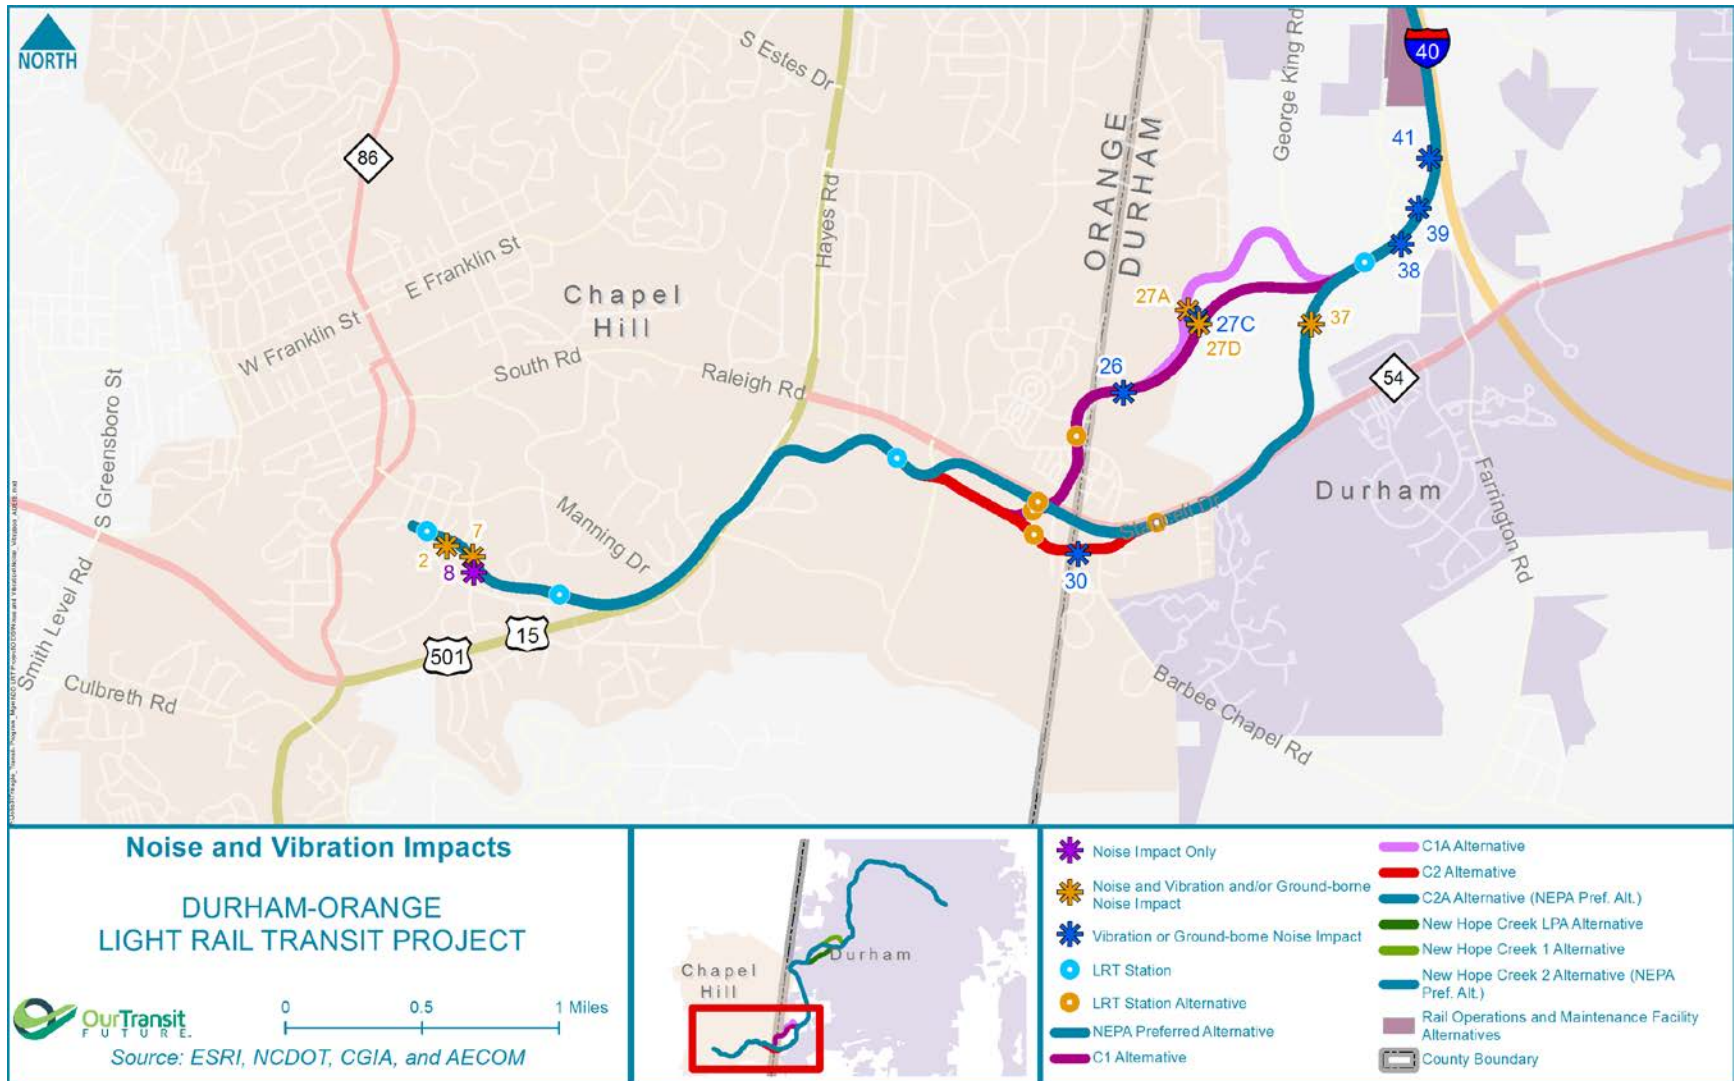 NORTH
S Estes Dr
George King Rd
40
86
41
ORANGE
DURHAM
Hayes Rd
39
38
E Franklin St
Chapel
Hill
27A
27C
27D
37
W Franklin St
South Rd
Raleigh Rd
26
54
S Greensboro St
Manning Dr
Durham
Farrington Rd
7
2
8
30
Smith Level Rd
15
501
Culbreth Rd
Barbee Chapel Rd
Noise and Vibration Impacts
DURHAM-ORANGE
LIGHT RAIL TRANSIT PROJECT
OurTransit
FUTURE
0 0.5 1 Miles
Source: ESRI, NCDOT, CGIA, and AECOM
Chapel
Hill
Durham
Noise Impact Only
Noise and Vibration and/or Ground-borne
Noise Impact
Vibration or Ground-borne Noise Impact
LRT Station
LRT Station Alternative
NEPA Preferred Alternative
C1 Alternative
C1A Alternative
C2 Alternative
C2A Alternative (NEPA Pref. Alt.)
New Hope Creek LPA Alternative
New Hope Creek 1 Alternative
New Hope Creek 2 Alternative (NEPA
Pref. Alt.)
Rail Operations and Maintenance Facility
Alternatives
County Boundary